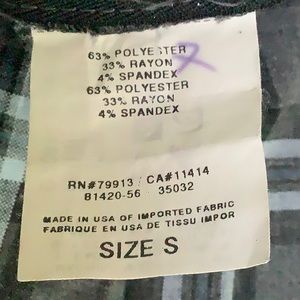 63% POLYESTER
33% RAYON
4% SPANDEX
63% POLYESTER
33% RAYON
4% SPANDEX
RN#79913 / CA#11414
B1420-56 35032
MADE IN USA OF IMPORTED FABRIC
FABRIQUE EN USA DE TISSU IMPOR
SIZE S